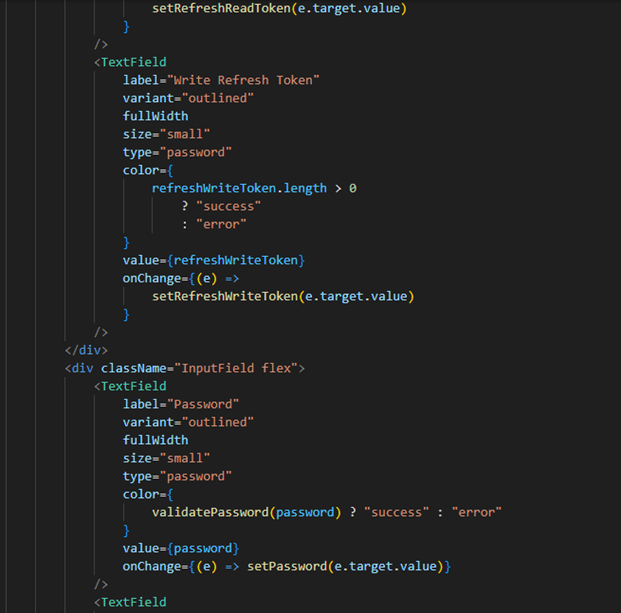 setRefreshReadToken(e.target.value)
}
/>
<TextField
label="Write Refresh Token"
variant="outlined"
fullWidth
size="small"
type="password"
color={
refreshWriteToken.length > 0
? "success"
: "error"
}
value={refreshWriteToken}
onChange={(e) =>
setRefreshWriteToken(e.target.value)
}
/>
</div>
<div className="InputField flex">
<TextField
label="Password"
variant="outlined"
fullWidth
size="small"
type="password"
color={
validatePassword(password) ? "success" : "error"
}
value={password}
onChange={(e) => setPassword(e.target.value)}
/>
<TextField